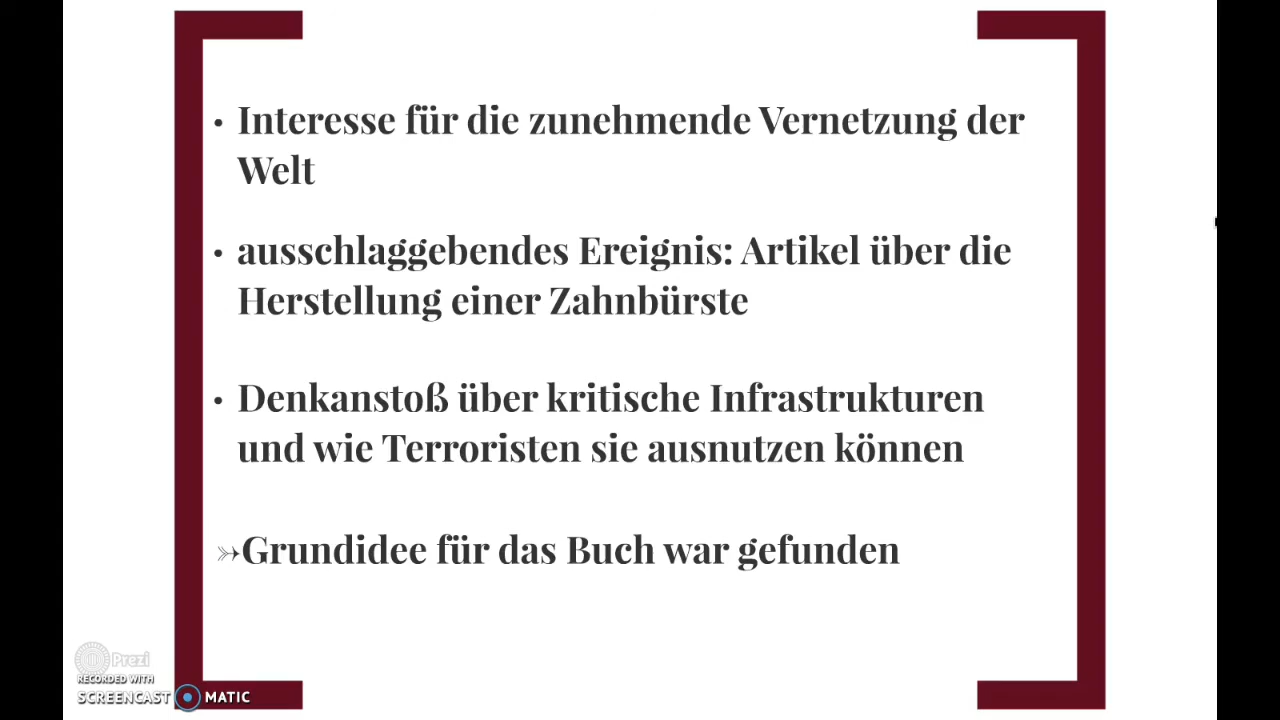 • Interesse für die zunehmende Vernetzung der
Welt
• ausschlaggebendes Ereignis: Artikel über die
Herstellung einer Zahnbürste
• Denkanstoß über kritische Infrastrukturen
und wie Terroristen sie ausnutzen können
➳Grundidee für das Buch war gefunden
Prezi
RECORDED WITH
SCREENCAST MATIC